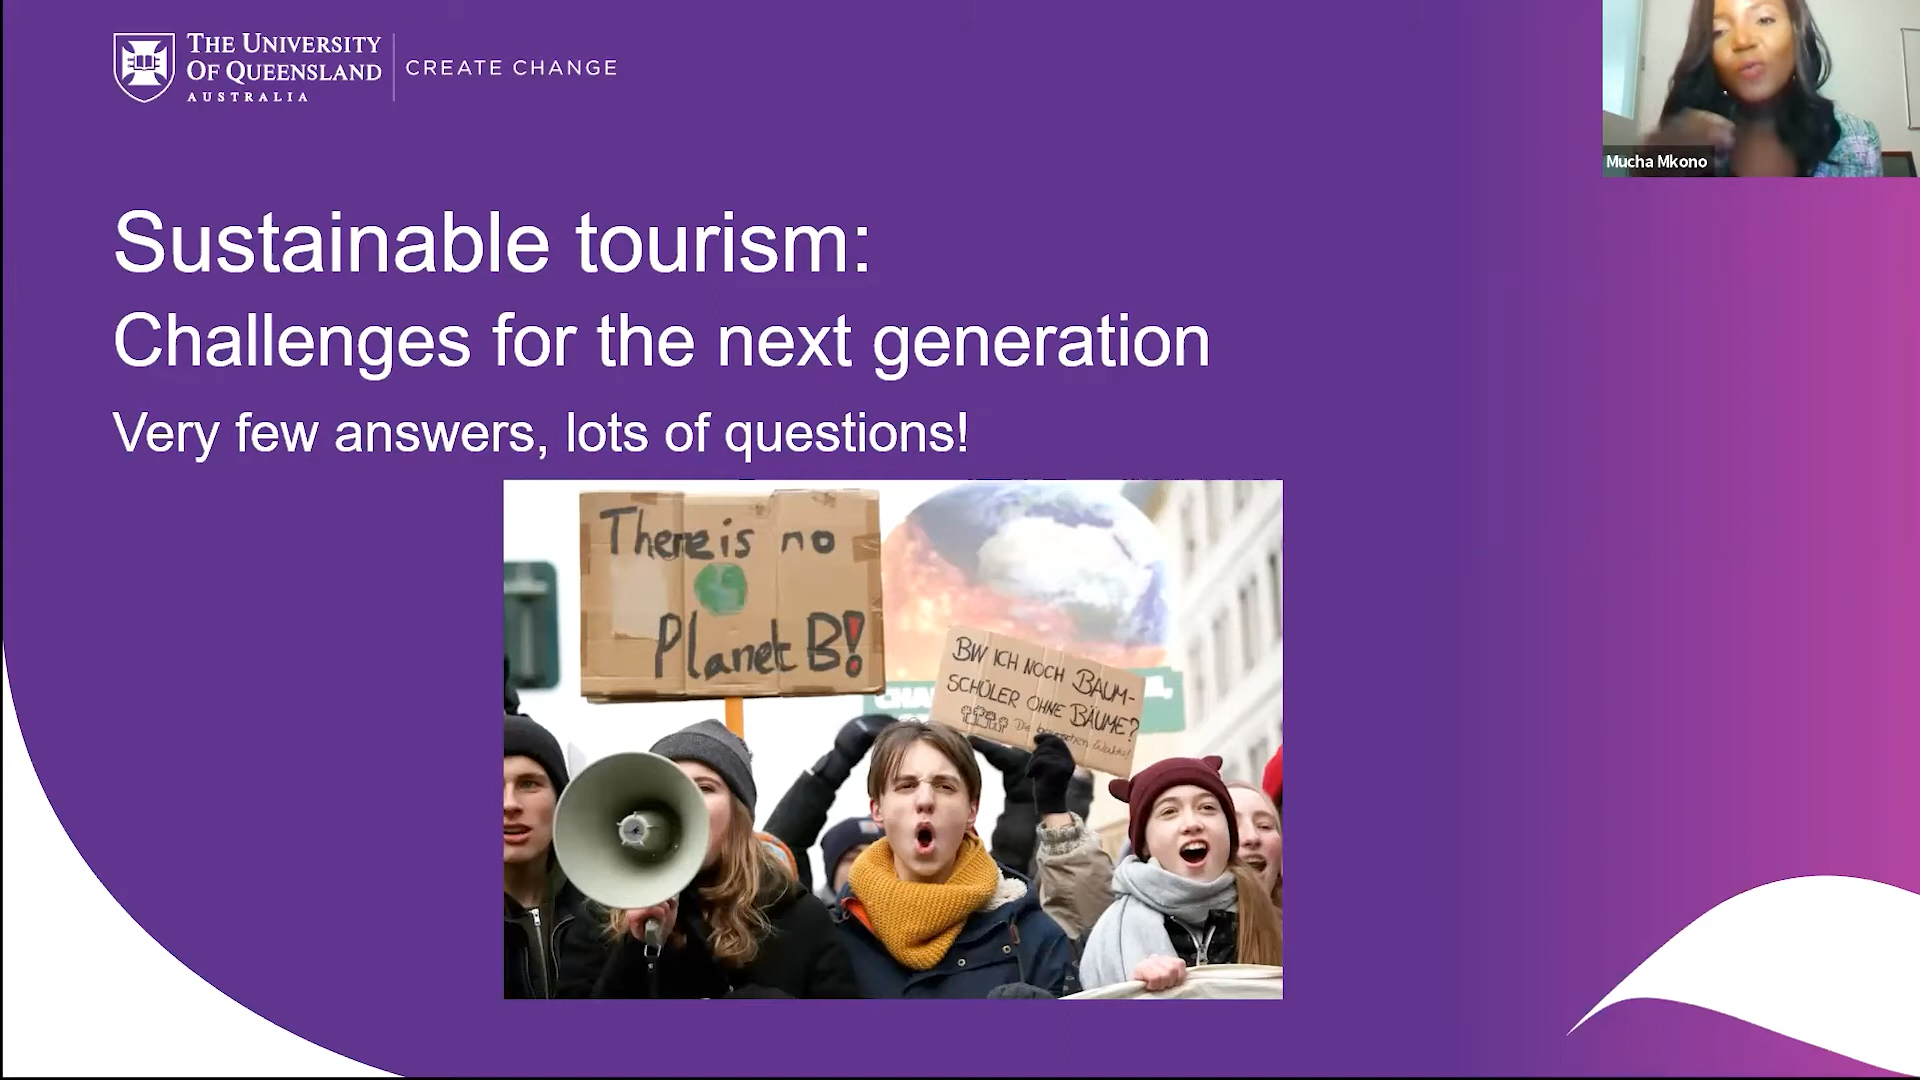 THE UNIVERSITY
OF QUEENSLAND
AUSTRALIA
CREATE CHANGE
Mucha Mkono
Sustainable tourism:
Challenges for the next generation
Very few answers, lots of questions!
There is no
Planet B!
BIN ICH NOCH BAUM-
SCHÜLER OHNE BÄUME?